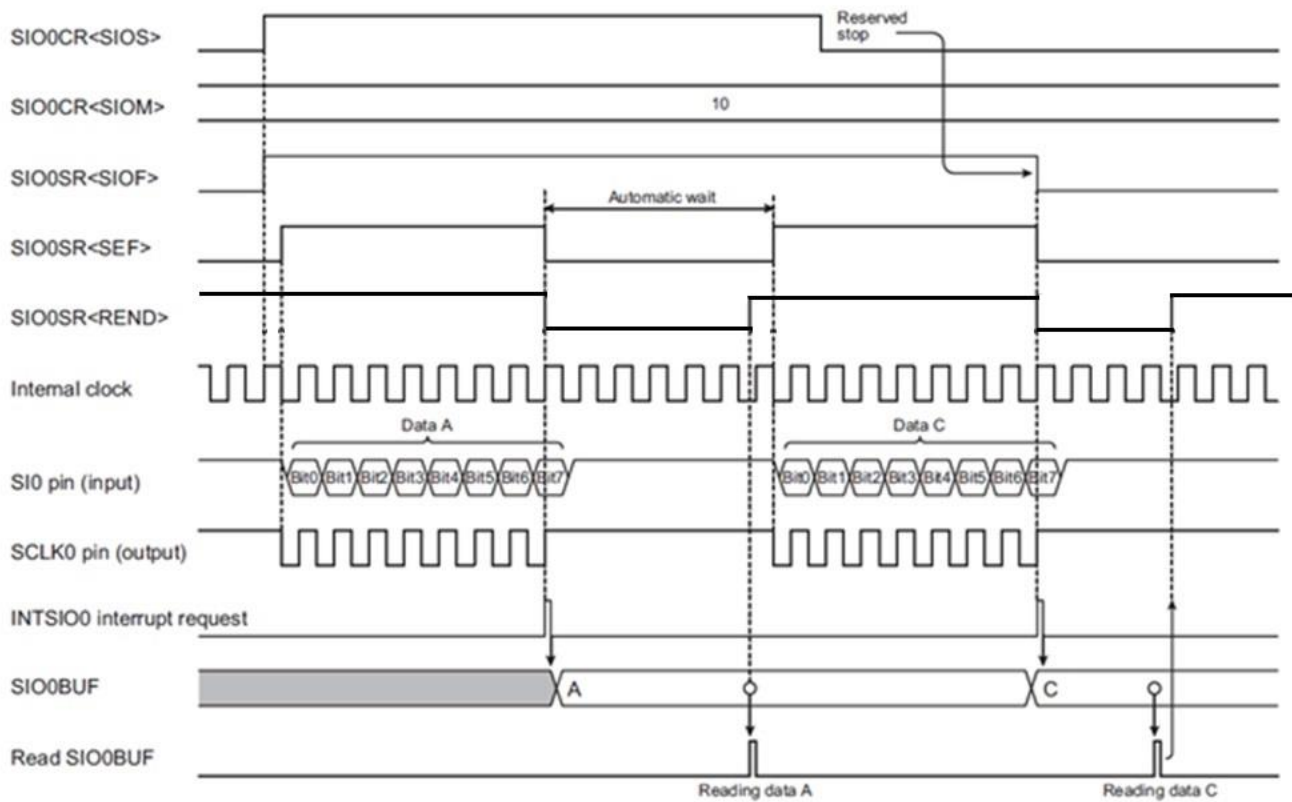 SIO0CR<SIOS>
Reserved
stop
SIO0CR<SIOM>
10
SIO0SR<SIOF>
Automatic wait
SIO0SR<SEF>
SIO0SR<REND>
Internal clock
Data A
Data C
SI0 pin (input)
Bit0 Bit1 Bit2 Bit3 Bit4 Bit5 Bit6 Bit7
Bit0 Bit1 Bit2 Bit3 Bit4 Bit5 Bit6 Bit7
SCLK0 pin (output)
INTSIO0 interrupt request
SIO0BUF
A
C
Read SIO0BUF
Reading data A
Reading data C